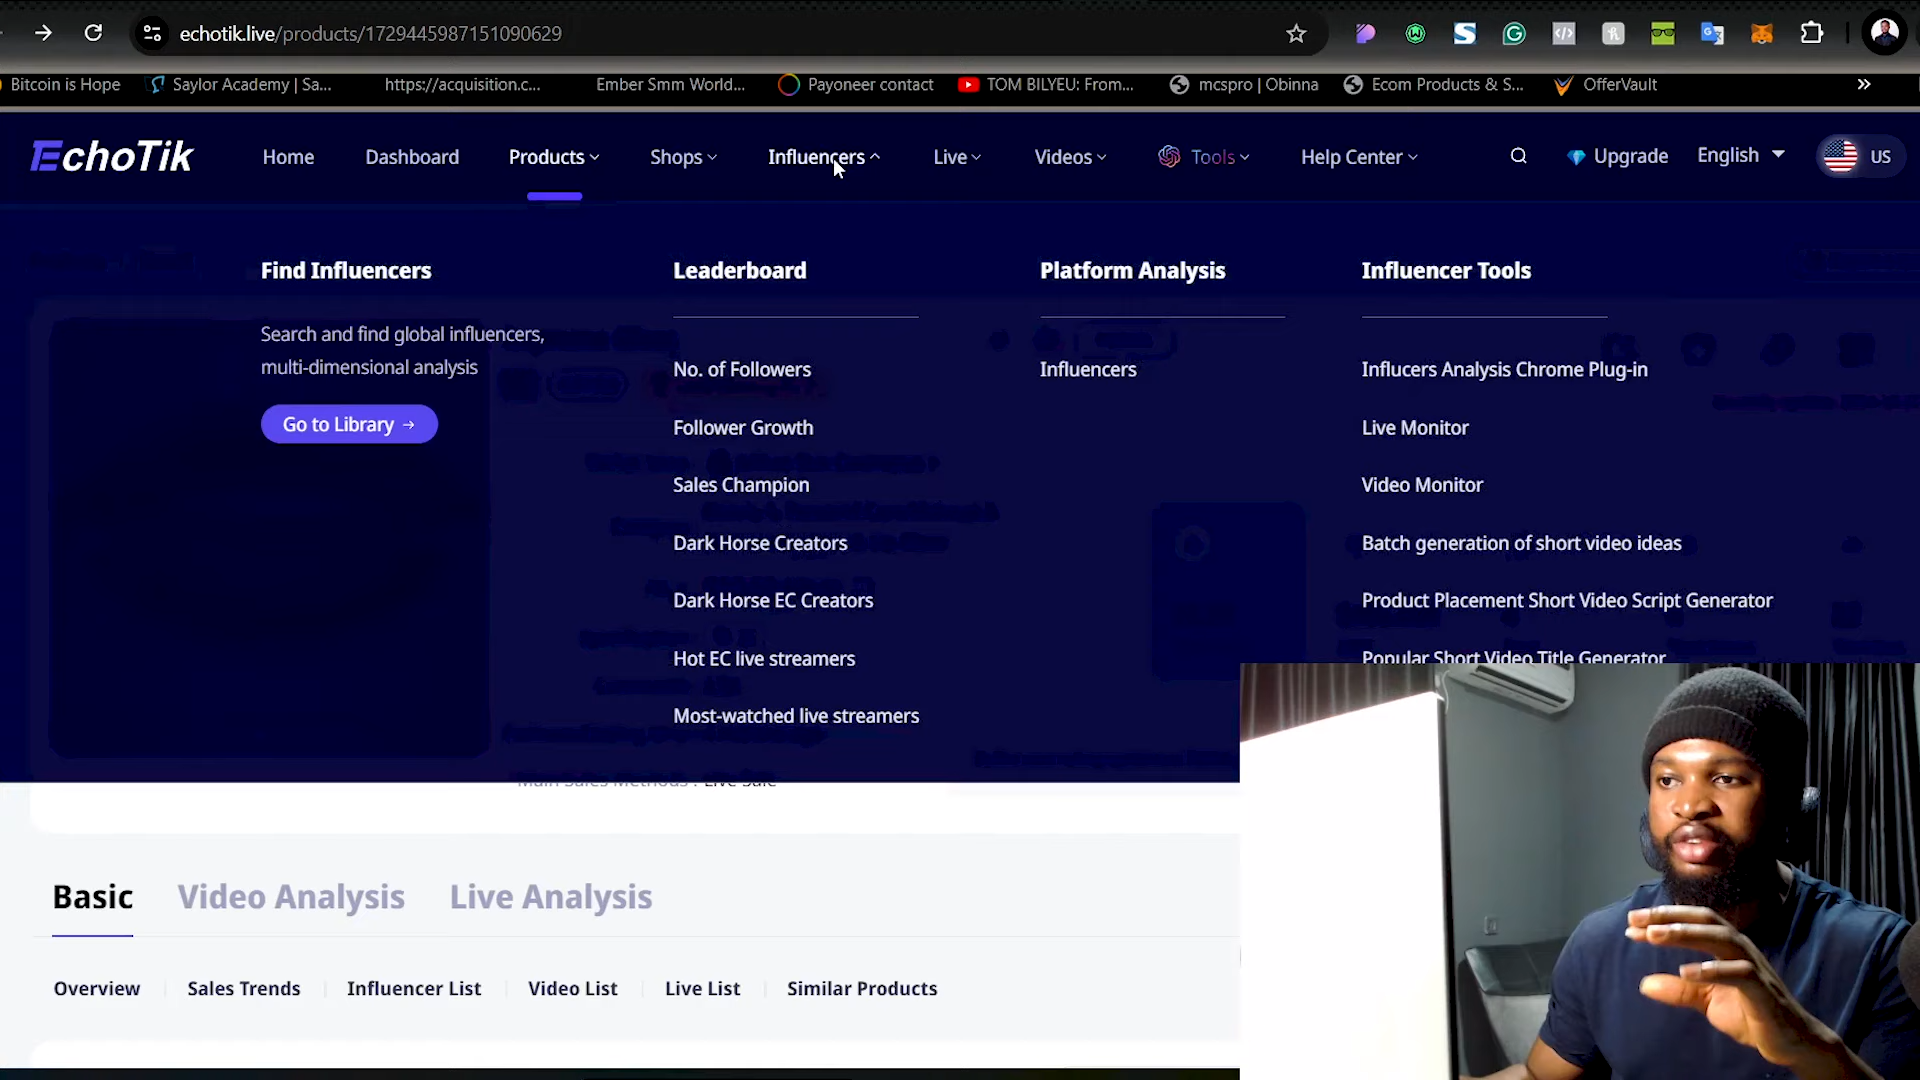 echotik.live/products/1729445987151090629
Bitcoin is Hope
Saylor Academy | Sa...
https://acquisition.c...
Ember Smm World...
Payoneer contact
TOM BILYEU: From...
mcspro | Obinna
Ecom Products & S...
OfferVault
EchoTik
Home
Dashboard
Products
Shops
Influencers
Live
Videos
Tools
Help Center
Upgrade
English
US
Find Influencers
Search and find global influencers,
multi-dimensional analysis
Go to Library →
Leaderboard
No. of Followers
Follower Growth
Sales Champion
Dark Horse Creators
Dark Horse EC Creators
Hot EC live streamers
Most-watched live streamers
Platform Analysis
Influencers
Influencer Tools
Influcers Analysis Chrome Plug-in
Live Monitor
Video Monitor
Batch generation of short video ideas
Product Placement Short Video Script Generator
Popular Short Video Title Generator
Main Sales Methods : Live Sale
Basic
Video Analysis
Live Analysis
Overview
Sales Trends
Influencer List
Video List
Live List
Similar Products